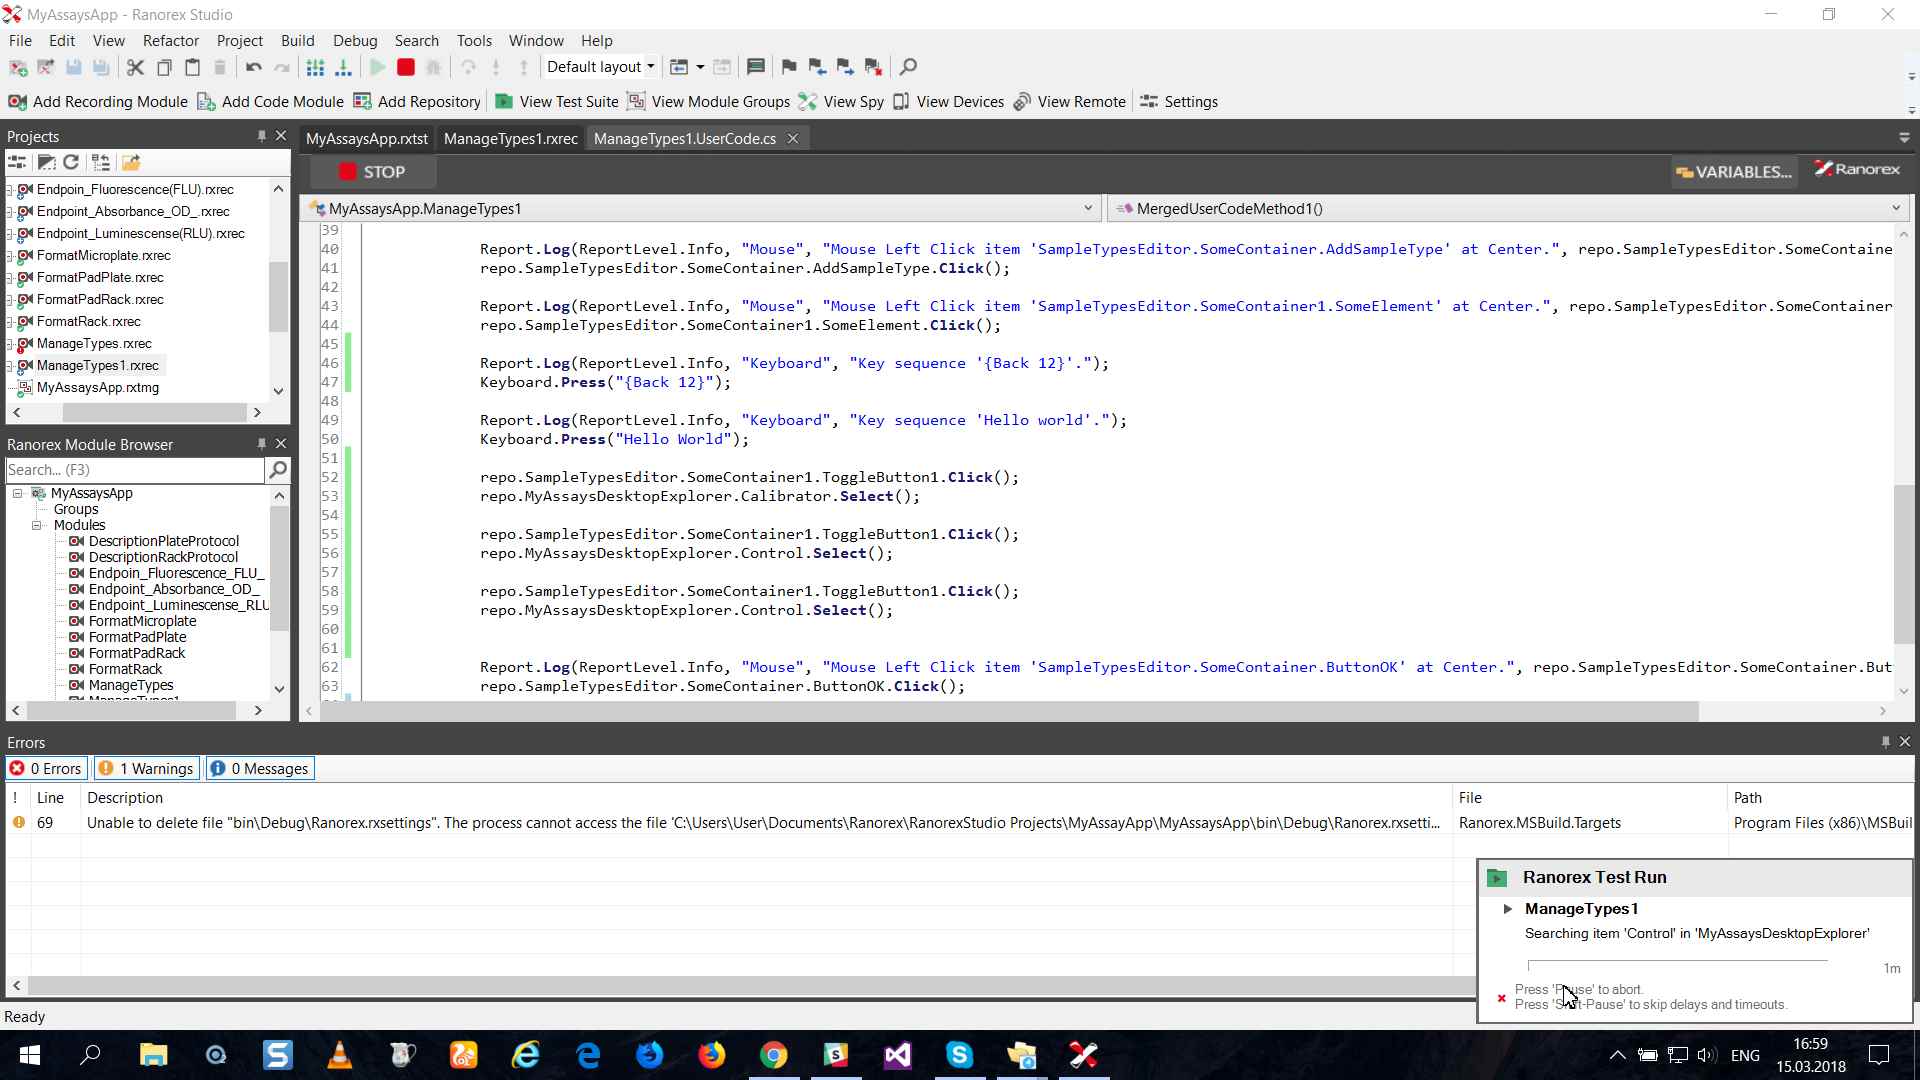 MyAssaysApp - Ranorex Studio
File Edit View Refactor Project Build Debug Search Tools Window Help
Default layout
Add Recording Module Add Code Module Add Repository View Test Suite View Module Groups View Spy View Devices View Remote Settings
Projects
Endpoin_Fluorescence(FLU).rxrec
Endpoint_Absorbance_OD_.rxrec
Endpoint_Luminescense(RLU).rxrec
FormatMicroplate.rxrec
FormatPadPlate.rxrec
FormatPadRack.rxrec
FormatRack.rxrec
ManageTypes.rxrec
ManageTypes1.rxrec
MyAssaysApp.rxtmg
Ranorex Module Browser
Search... (F3)
MyAssaysApp
Groups
Modules
DescriptionPlateProtocol
DescriptionRackProtocol
Endpoin_Fluorescence_FLU_
Endpoint_Absorbance_OD_
Endpoint_Luminescense_RLU
FormatMicroplate
FormatPadPlate
FormatPadRack
FormatRack
ManageTypes
MyAssaysApp.rxtst ManageTypes1.rxrec ManageTypes1.UserCode.cs
STOP VARIABLES... Ranorex
MyAssaysApp.ManageTypes1 MergedUserCodeMethod1()
39
40 Report.Log(ReportLevel.Info, "Mouse", "Mouse Left Click item 'SampleTypesEditor.SomeContainer.AddSampleType' at Center.", repo.SampleTypesEditor.SomeContaine
41 repo.SampleTypesEditor.SomeContainer.AddSampleType.Click();
42
43 Report.Log(ReportLevel.Info, "Mouse", "Mouse Left Click item 'SampleTypesEditor.SomeContainer1.SomeElement' at Center.", repo.SampleTypesEditor.SomeContainer
44 repo.SampleTypesEditor.SomeContainer1.SomeElement.Click();
45
46 Report.Log(ReportLevel.Info, "Keyboard", "Key sequence '{Back 12}'.");
47 Keyboard.Press("{Back 12}");
48
49 Report.Log(ReportLevel.Info, "Keyboard", "Key sequence 'Hello world'.");
50 Keyboard.Press("Hello World");
51
52 repo.SampleTypesEditor.SomeContainer1.ToggleButton1.Click();
53 repo.MyAssaysDesktopExplorer.Calibrator.Select();
54
55 repo.SampleTypesEditor.SomeContainer1.ToggleButton1.Click();
56 repo.MyAssaysDesktopExplorer.Control.Select();
57
58 repo.SampleTypesEditor.SomeContainer1.ToggleButton1.Click();
59 repo.MyAssaysDesktopExplorer.Control.Select();
60
61
62 Report.Log(ReportLevel.Info, "Mouse", "Mouse Left Click item 'SampleTypesEditor.SomeContainer.ButtonOK' at Center.", repo.SampleTypesEditor.SomeContainer.But
63 repo.SampleTypesEditor.SomeContainer.ButtonOK.Click();
Errors
0 Errors 1 Warnings 0 Messages
! Line Description File Path
69 Unable to delete file "bin\Debug\Ranorex.rxsettings". The process cannot access the file 'C:\Users\User\Documents\Ranorex\RanorexStudio Projects\MyAssayApp\MyAssaysApp\bin\Debug\Ranorex.rxsetti... Ranorex.MSBuild.Targets Program Files (x86)\MSBuil
Ranorex Test Run
ManageTypes1
Searching item 'Control' in 'MyAssaysDesktopExplorer'
1m
Press 'Pause' to abort.
Press 'Start-Pause' to skip delays and timeouts.
Ready
ENG
16:59
15.03.2018